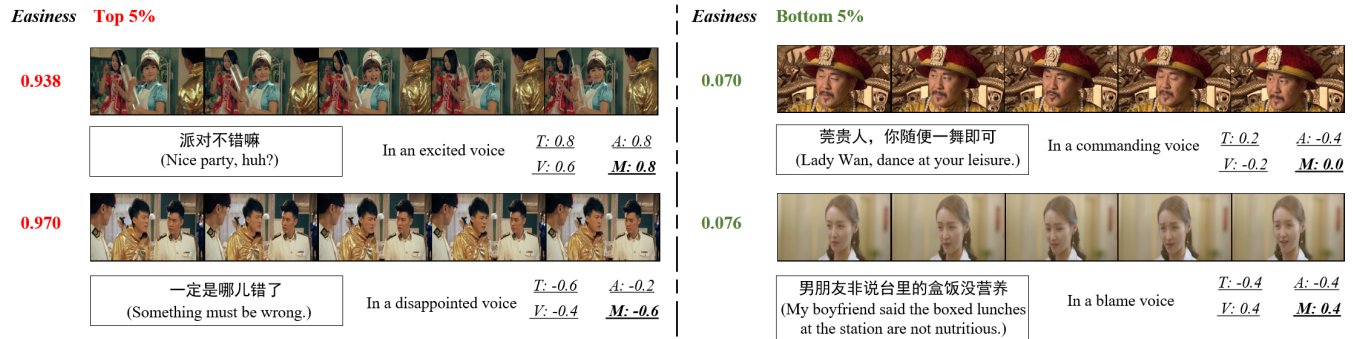 Easiness Top 5%
0.938
派对不错嘛
(Nice party, huh?)
In an excited voice
T: 0.8 A: 0.8
V: 0.6 M: 0.8
0.970
一定是哪儿错了
(Something must be wrong.)
In a disappointed voice
T: -0.6 A: -0.2
V: -0.4 M: -0.6
Easiness Bottom 5%
0.070
莞贵人，你随便一舞即可
(Lady Wan, dance at your leisure.)
In a commanding voice
T: 0.2 A: -0.4
V: -0.2 M: 0.0
0.076
男朋友非说台里的盒饭没营养
(My boyfriend said the boxed lunches
at the station are not nutritious.)
In a blame voice
T: -0.4 A: -0.4
V: 0.4 M: 0.4